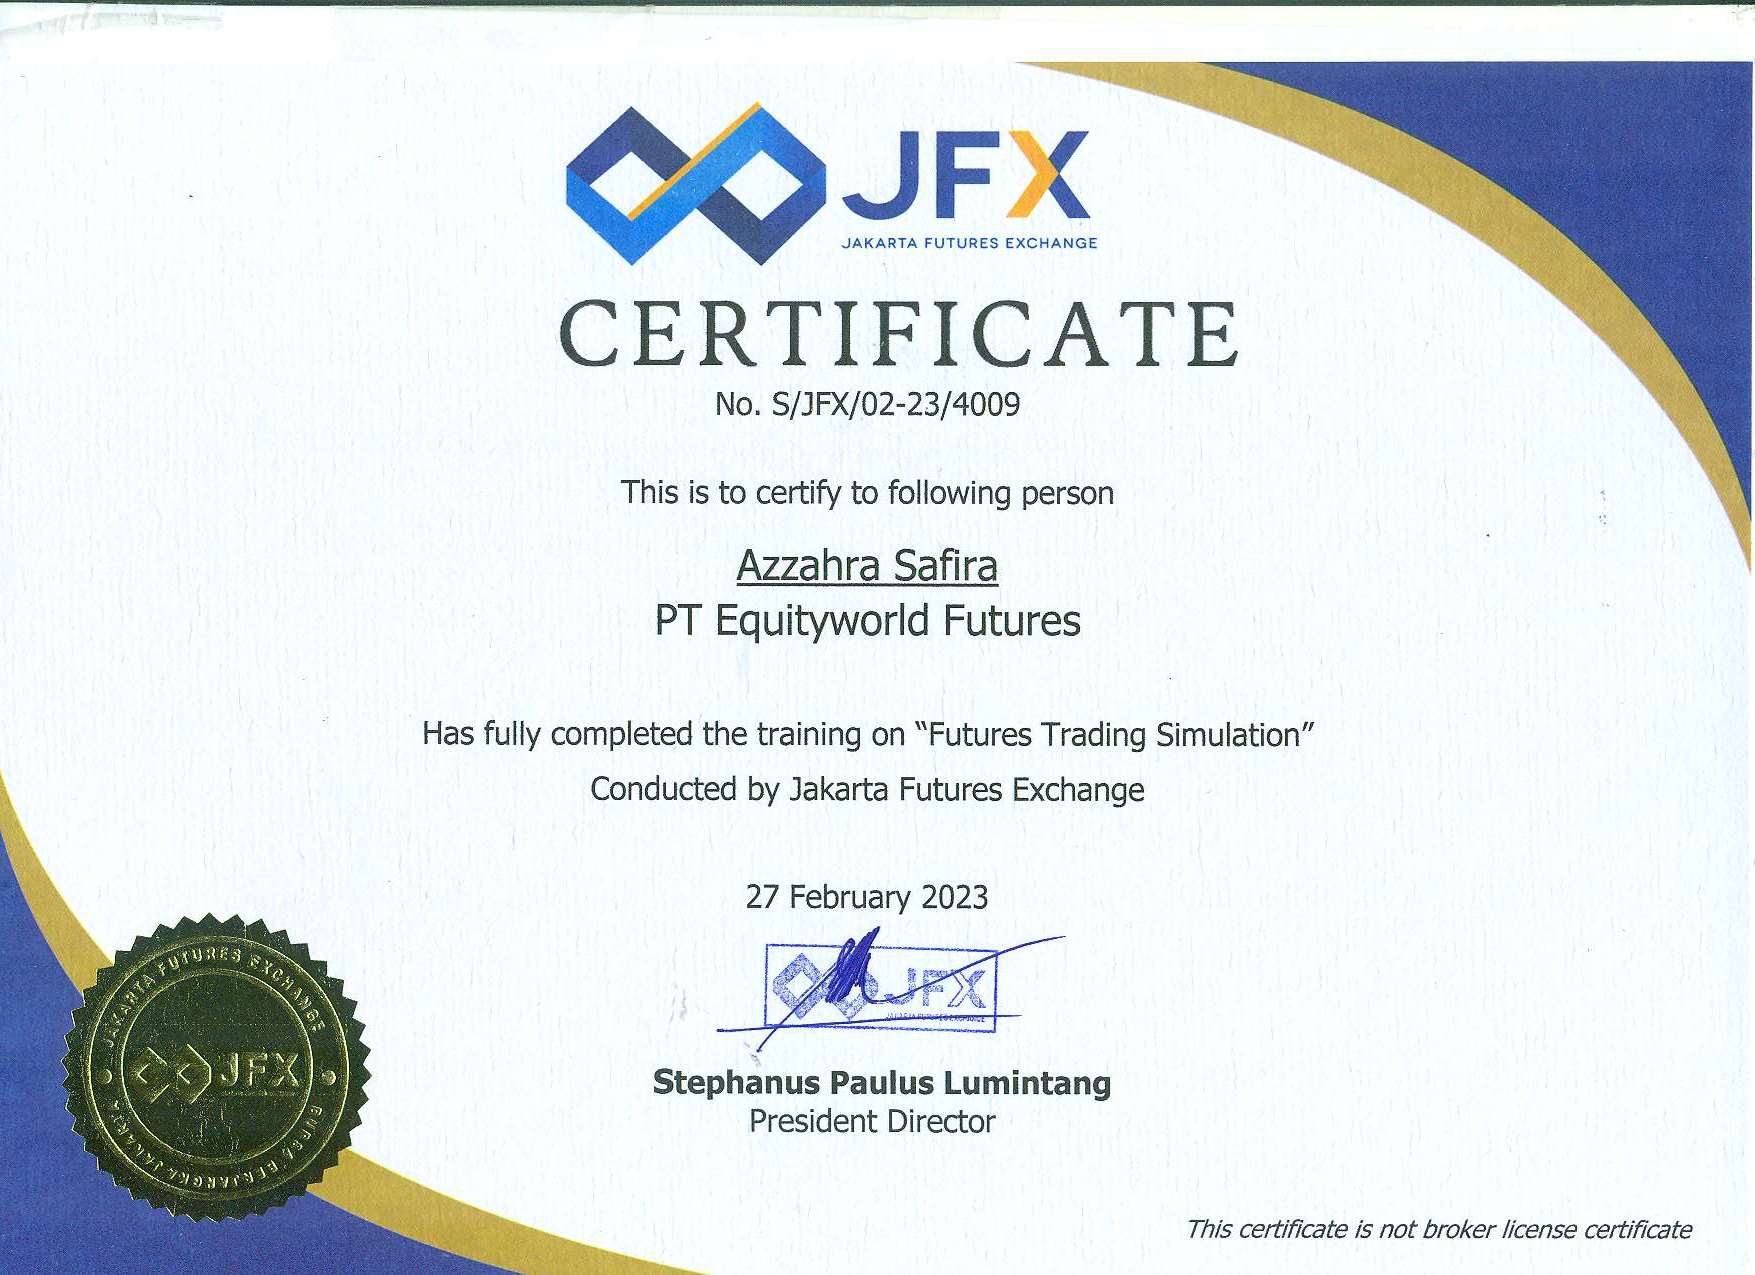 JFX
JAKARTA FUTURES EXCHANGE
CERTIFICATE
No. S/JFX/02-23/4009
This is to certify to following person
Azzahra Safira
PT Equityworld Futures
Has fully completed the training on “Futures Trading Simulation”
Conducted by Jakarta Futures Exchange
27 February 2023
JFX
JAKARTA FUTURES EXCHANGE
Stephanus Paulus Lumintang
President Director
JAKARTA FUTURES EXCHANGE
JFX
BURSA BERJANGKA JAKARTA
This certificate is not broker license certificate